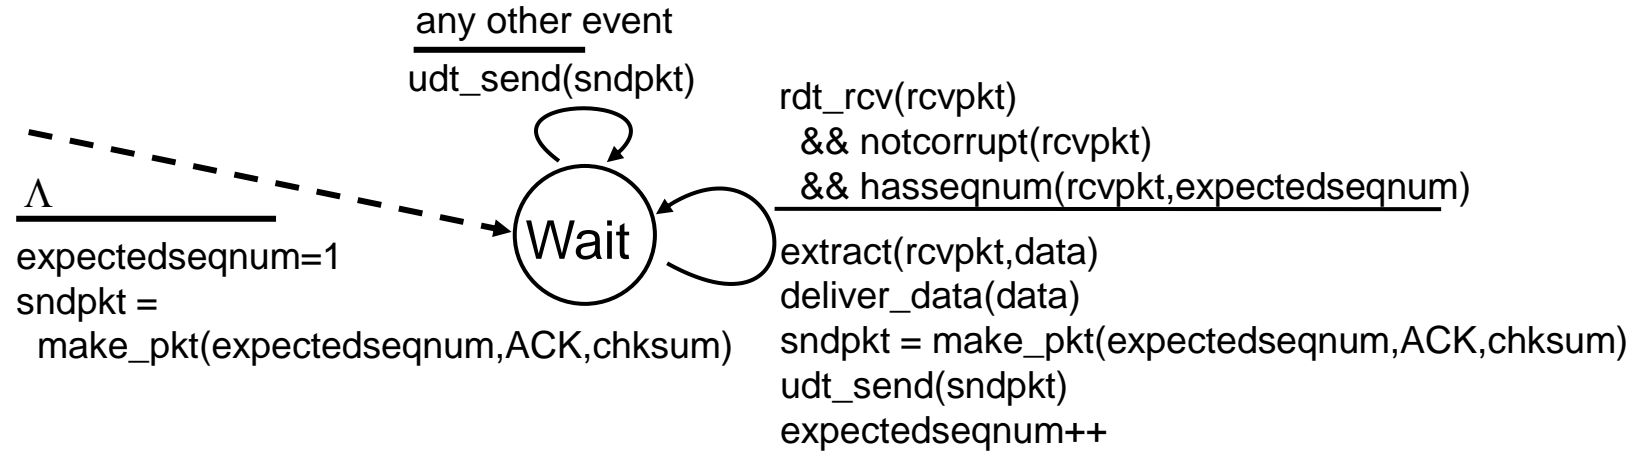 any other event
udt_send(sndpkt)
rdt_rcv(rcvpkt)
&& notcorrupt(rcvpkt)
&& hasseqnum(rcvpkt,expectedseqnum)
Λ
expectedseqnum=1
sndpkt =
make_pkt(expectedseqnum,ACK,chksum)
Wait
extract(rcvpkt,data)
deliver_data(data)
sndpkt = make_pkt(expectedseqnum,ACK,chksum)
udt_send(sndpkt)
expectedseqnum++